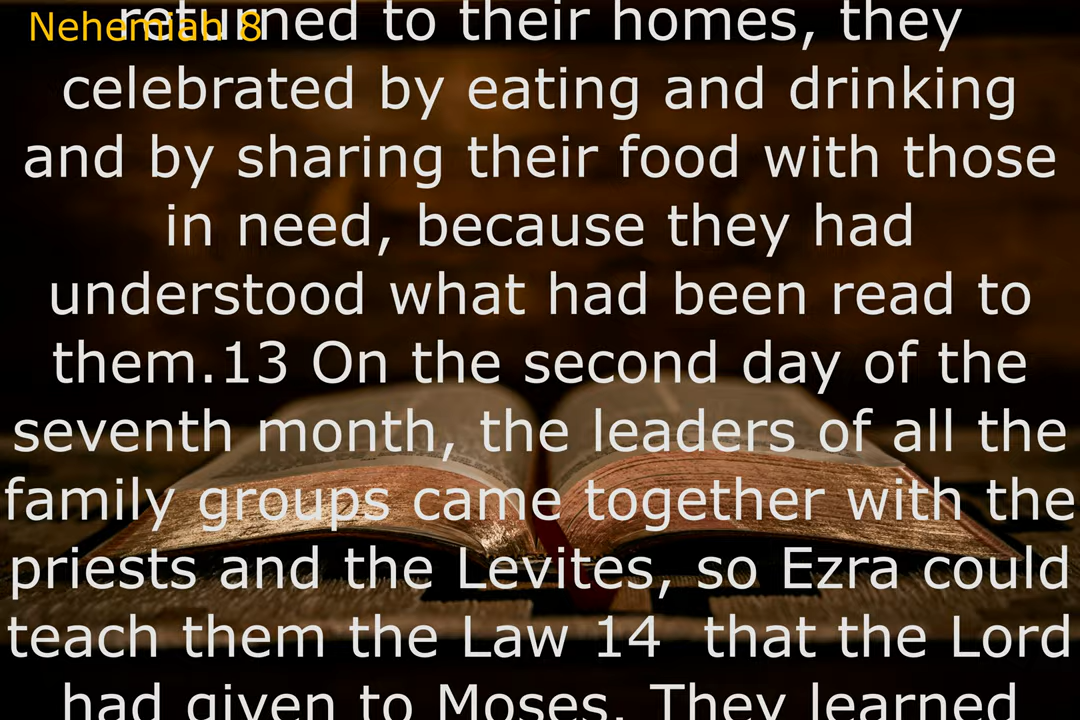 Nehemiah 8
returned to their homes, they
celebrated by eating and drinking
and by sharing their food with those
in need, because they had
understood what had been read to
them.13 On the second day of the
seventh month, the leaders of all the
family groups came together with the
priests and the Levites, so Ezra could
teach them the Law 14  that the Lord
had given to Moses. They learned